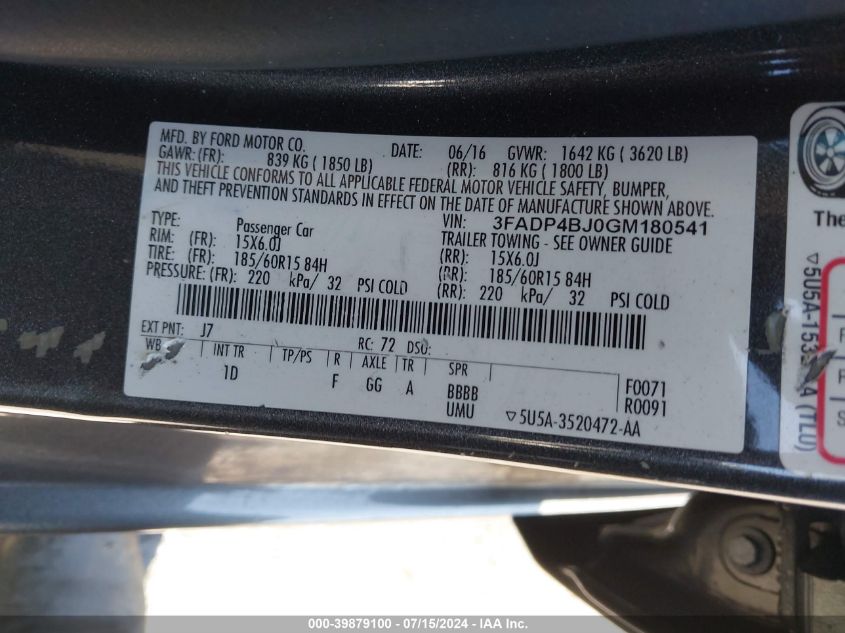 MFD. BY FORD MOTOR CO. DATE: 06/16 GVWR: 1642 KG ( 3620 LB)
GAWR: (FR): 839 KG ( 1850 LB) (RR): 816 KG ( 1800 LB)
THIS VEHICLE CONFORMS TO ALL APPLICABLE FEDERAL MOTOR VEHICLE SAFETY, BUMPER,
AND THEFT PREVENTION STANDARDS IN EFFECT ON THE DATE OF MANUFACTURE SHOWN ABOVE.
VIN: 3FADP4BJ0GM180541
TYPE: Passenger Car TRAILER TOWING - SEE OWNER GUIDE
RIM: (FR): 15X6.0J (RR): 15X6.0J
TIRE: (FR): 185/60R15 84H (RR): 185/60R15 84H
PRESSURE: (FR): 220 kPa/ 32 PSI COLD (RR): 220 kPa/ 32 PSI COLD
EXT PNT: J7 RC: 72 DSO:
WB INT TR TP/PS R AXLE TR SPR
1D F GG A BBBB F0071
UMU R0091
▽5U5A-3520472-AA
The
▽5U5A-153
A (TLU)
000-39879100 - 07/15/2024 - IAA Inc.